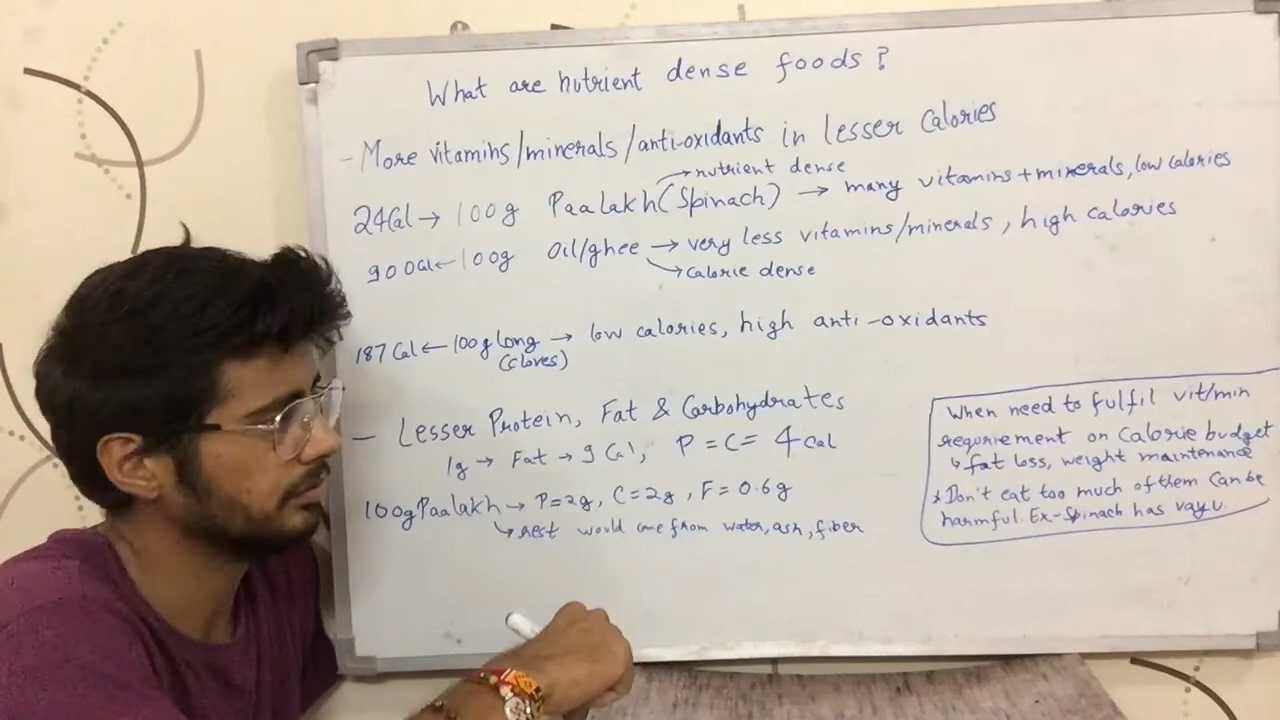 What are nutrient dense foods?
- More vitamins/minerals/anti-oxidants in lesser Calories
→ nutrient dense
24Cal → 100g Paalakh (Spinach) → many vitamins + minerals, low calories
900Cal ← 100g Oil/ghee → very less vitamins/minerals, high calories
→ Calorie dense
187 Cal ← 100g long → low calories, high anti-oxidants
(cloves)
- Lesser Protein, Fat & Carbohydrates
1g → Fat → 9 Cal, P = C = 4 Cal
100g Paalakh → P=2g, C=2g, F=0.6g
↳ rest would come from water, ash, fiber
When need to fulfil vit/min
requriement on Calorie budget
↳ fat loss, weight maintenance
* Don't eat too much of them can be
harmful. Ex-Spinach has vayu.